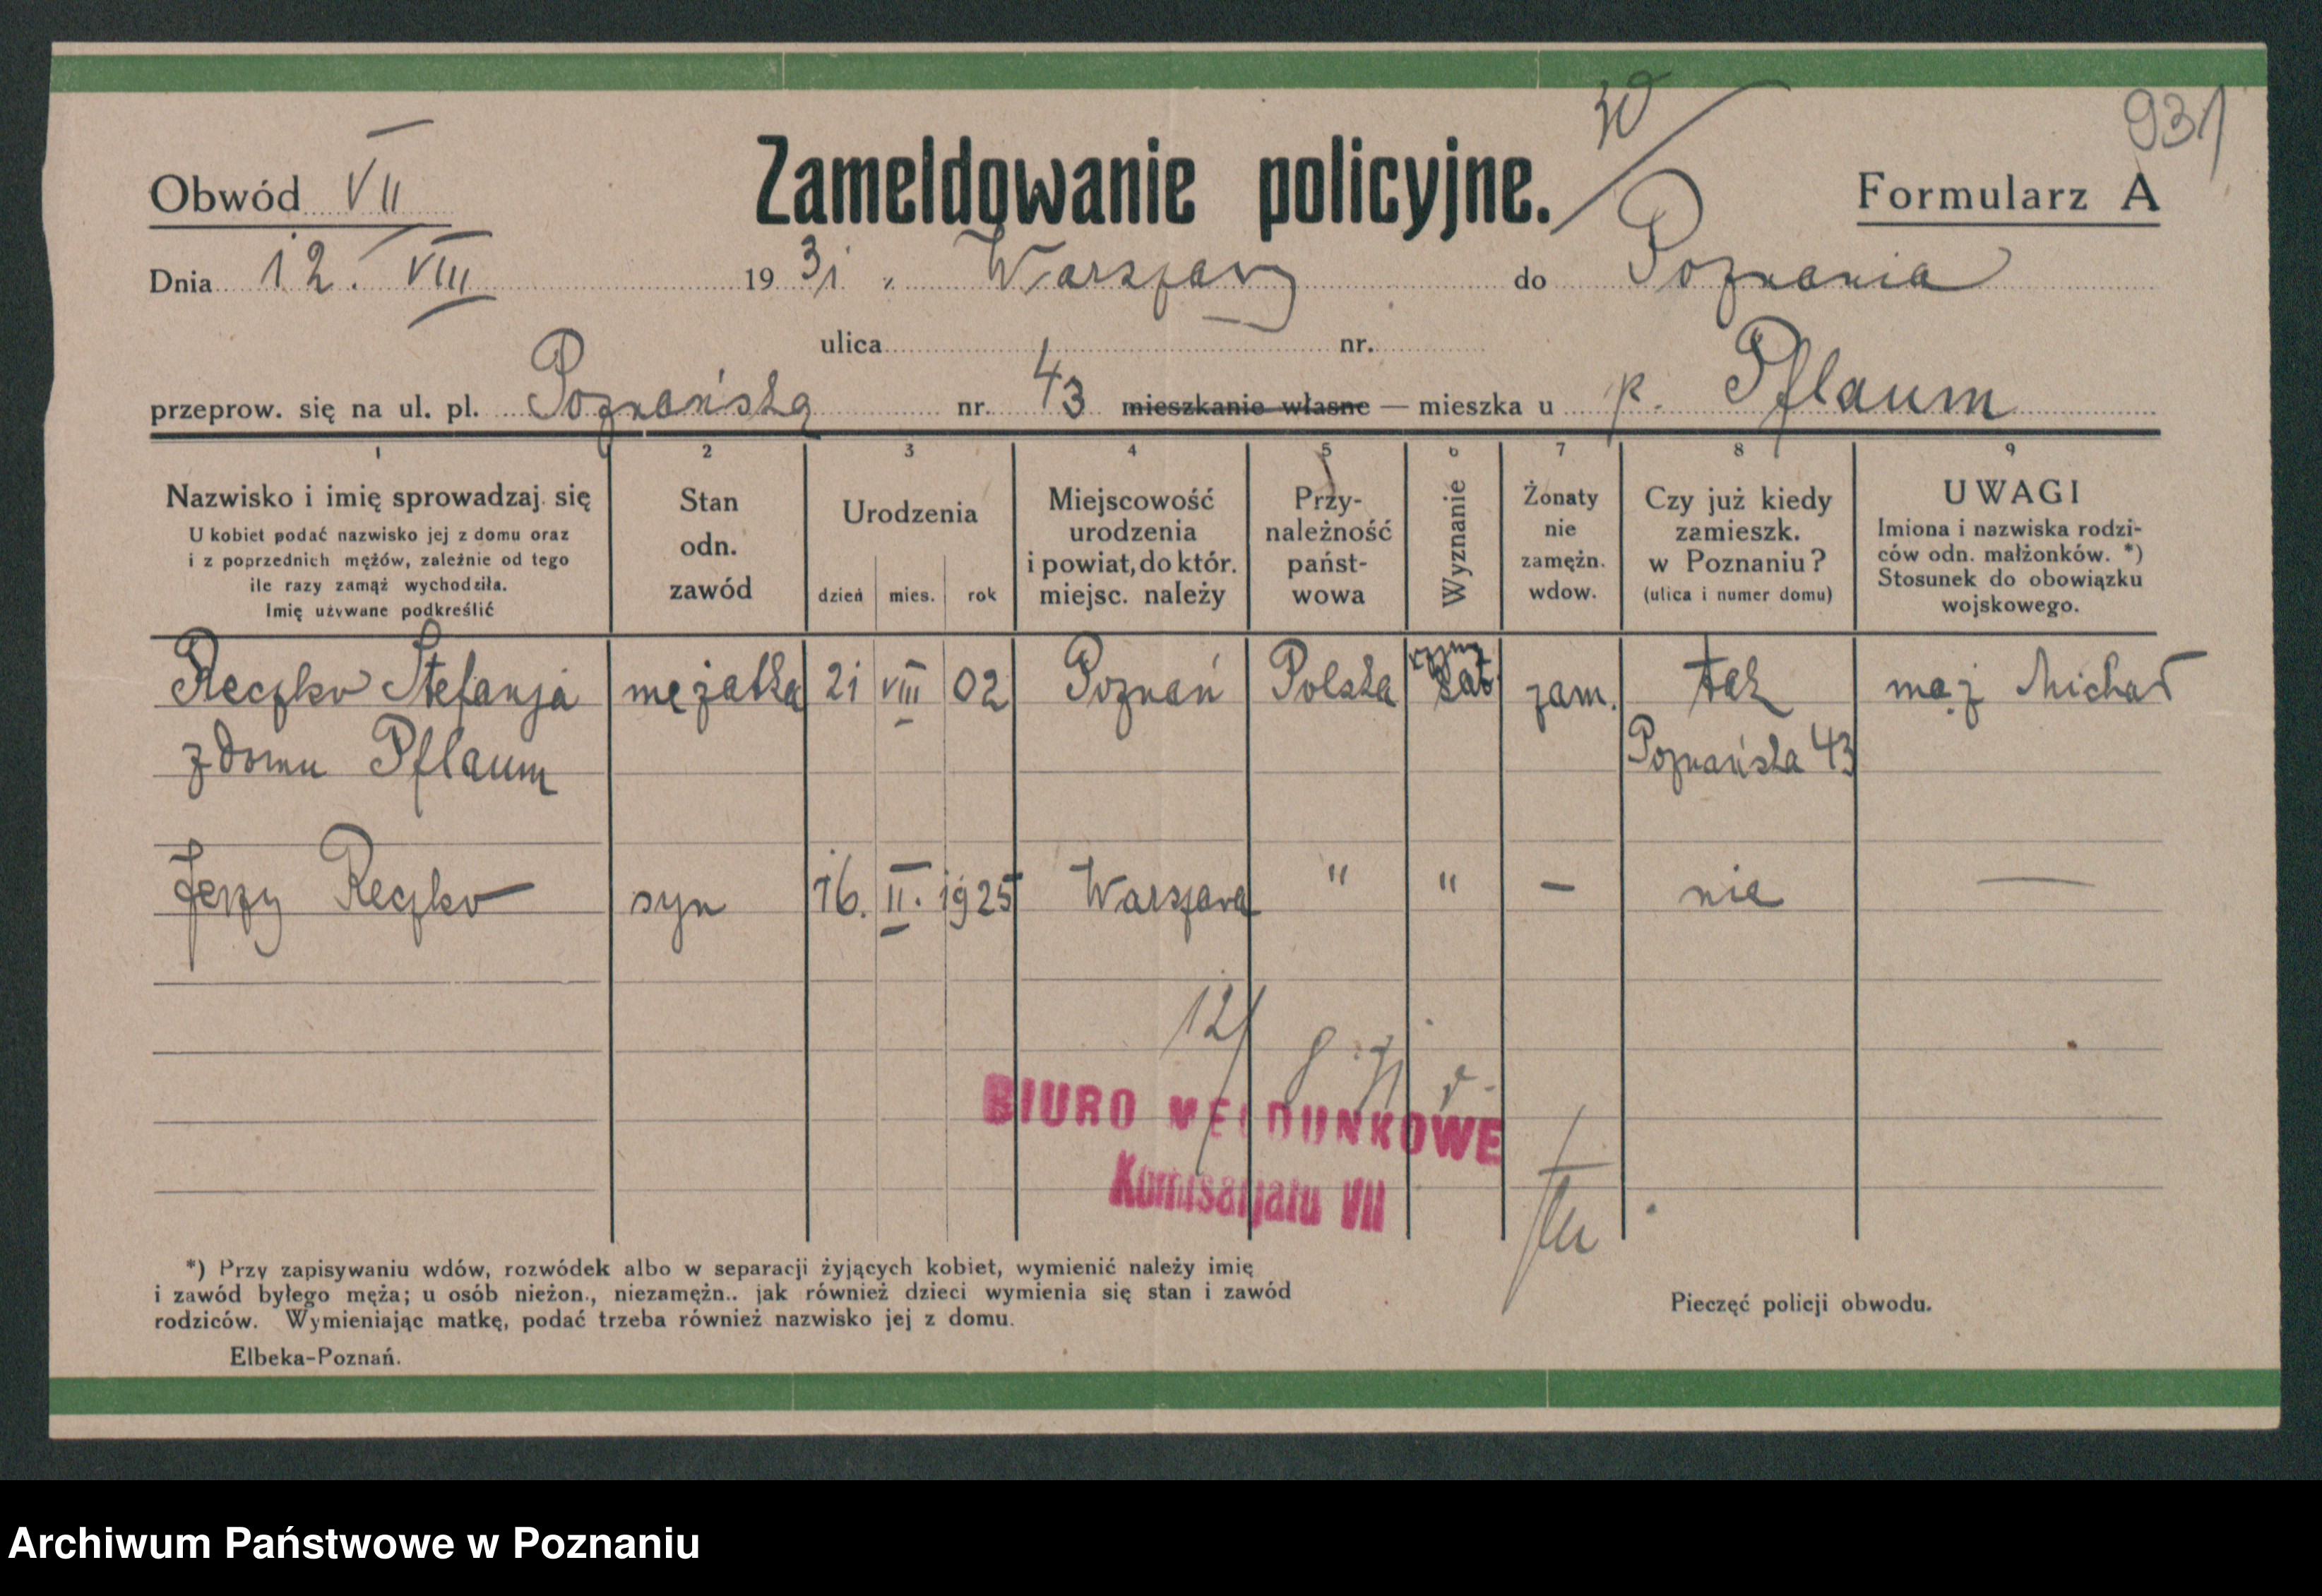 30/
931
Zameldowanie policyjne.
Obwód VII
Formularz A
Dnia 12. VIII 1931 z Warszawy do Poznania
ulica nr.
przeprow. się na ul. pl. Poznańską nr. 43 mieszkanie własne — mieszka u p. Pflaum
1 2 3 4 5 6 7 8 9
Nazwisko i imię sprowadzaj. się
U kobiet podać nazwisko jej z domu oraz
i z poprzednich mężów, zależnie od tego
ile razy zamąż wychodziła.
Imię używane podkreślić
Stan
odn.
zawód
Urodzenia
dzień mies. rok
Miejscowość
urodzenia
i powiat, do któr.
miejsc. należy
Przy-
należność
państ-
wowa
Wyznanie
Żonaty
nie
zamężn.
wdow.
Czy już kiedy
zamieszk.
w Poznaniu?
(ulica i numer domu)
UWAGI
Imiona i nazwiska rodzi-
ców odn. małżonków. *)
Stosunek do obowiązku
wojskowego.
Reczko Stefanja mężatka 21 VIII 02 Poznań Polska rzym kat. zam. tak mąż Michał
z domu Pflaum Poznańska 43
Jerzy Reczko syn 16. II. 1925 Warszawa " " — nie —
12/
BIURO MELDUNKOWE
Komisarjatu VII
*) Przy zapisywaniu wdów, rozwódek albo w separacji żyjących kobiet, wymienić należy imię
i zawód byłego męża; u osób nieżon., niezamężn.. jak również dzieci wymienia się stan i zawód
rodziców. Wymieniając matkę, podać trzeba również nazwisko jej z domu.
Pieczęć policji obwodu.
Elbeka-Poznań.
Archiwum Państwowe w Poznaniu